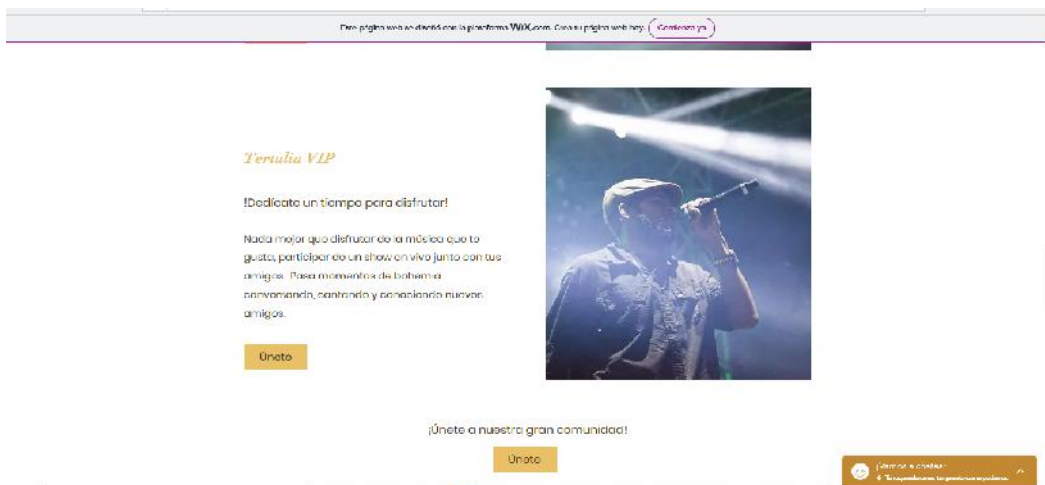 Este página web se diseñó con la plataforma WiX.com. Crea tu página web hoy. Comienza ya
Tertulia VIP
!Dedícate un tiempo para disfrutar!
Nada mejor que disfrutar de la música que te
gusta, participar de un show en vivo junto con tus
amigos. Pasa momentos de bohemia
conversando, cantando y conociendo nuevos
amigos.
Únete
¡Únete a nuestra gran comunidad!
Únete
¡Vamos a chatear!